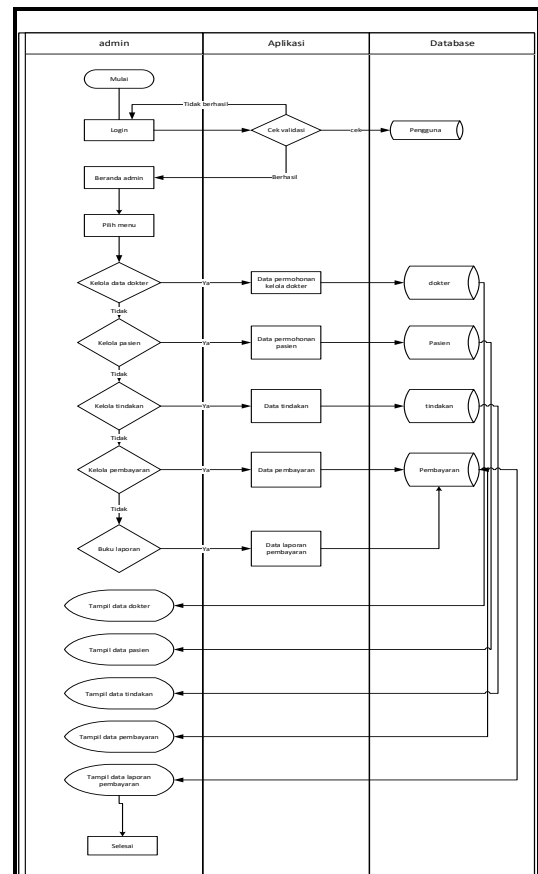 admin
Aplikasi
Database
Mulai
Tidak berhasil
Login
Cek validasi
cek
Pengguna
Beranda admin
Berhasil
Pilih menu
Kelola data dokter
Ya
Data permohonan
kelola dokter
dokter
Tidak
Kelola pasien
Ya
Data permohonan
pasien
Pasien
Tidak
Kelola tindakan
Ya
Data tindakan
tindakan
Tidak
Kelola pembayaran
Ya
Data pembayaran
Pembayaran
Tidak
Buku laporan
Ya
Data laporan
pembayaran
Tampil data dokter
Tampil data pasien
Tampil data tindakan
Tampil data pembayaran
Tampil data laporan
pembayaran
Selesai